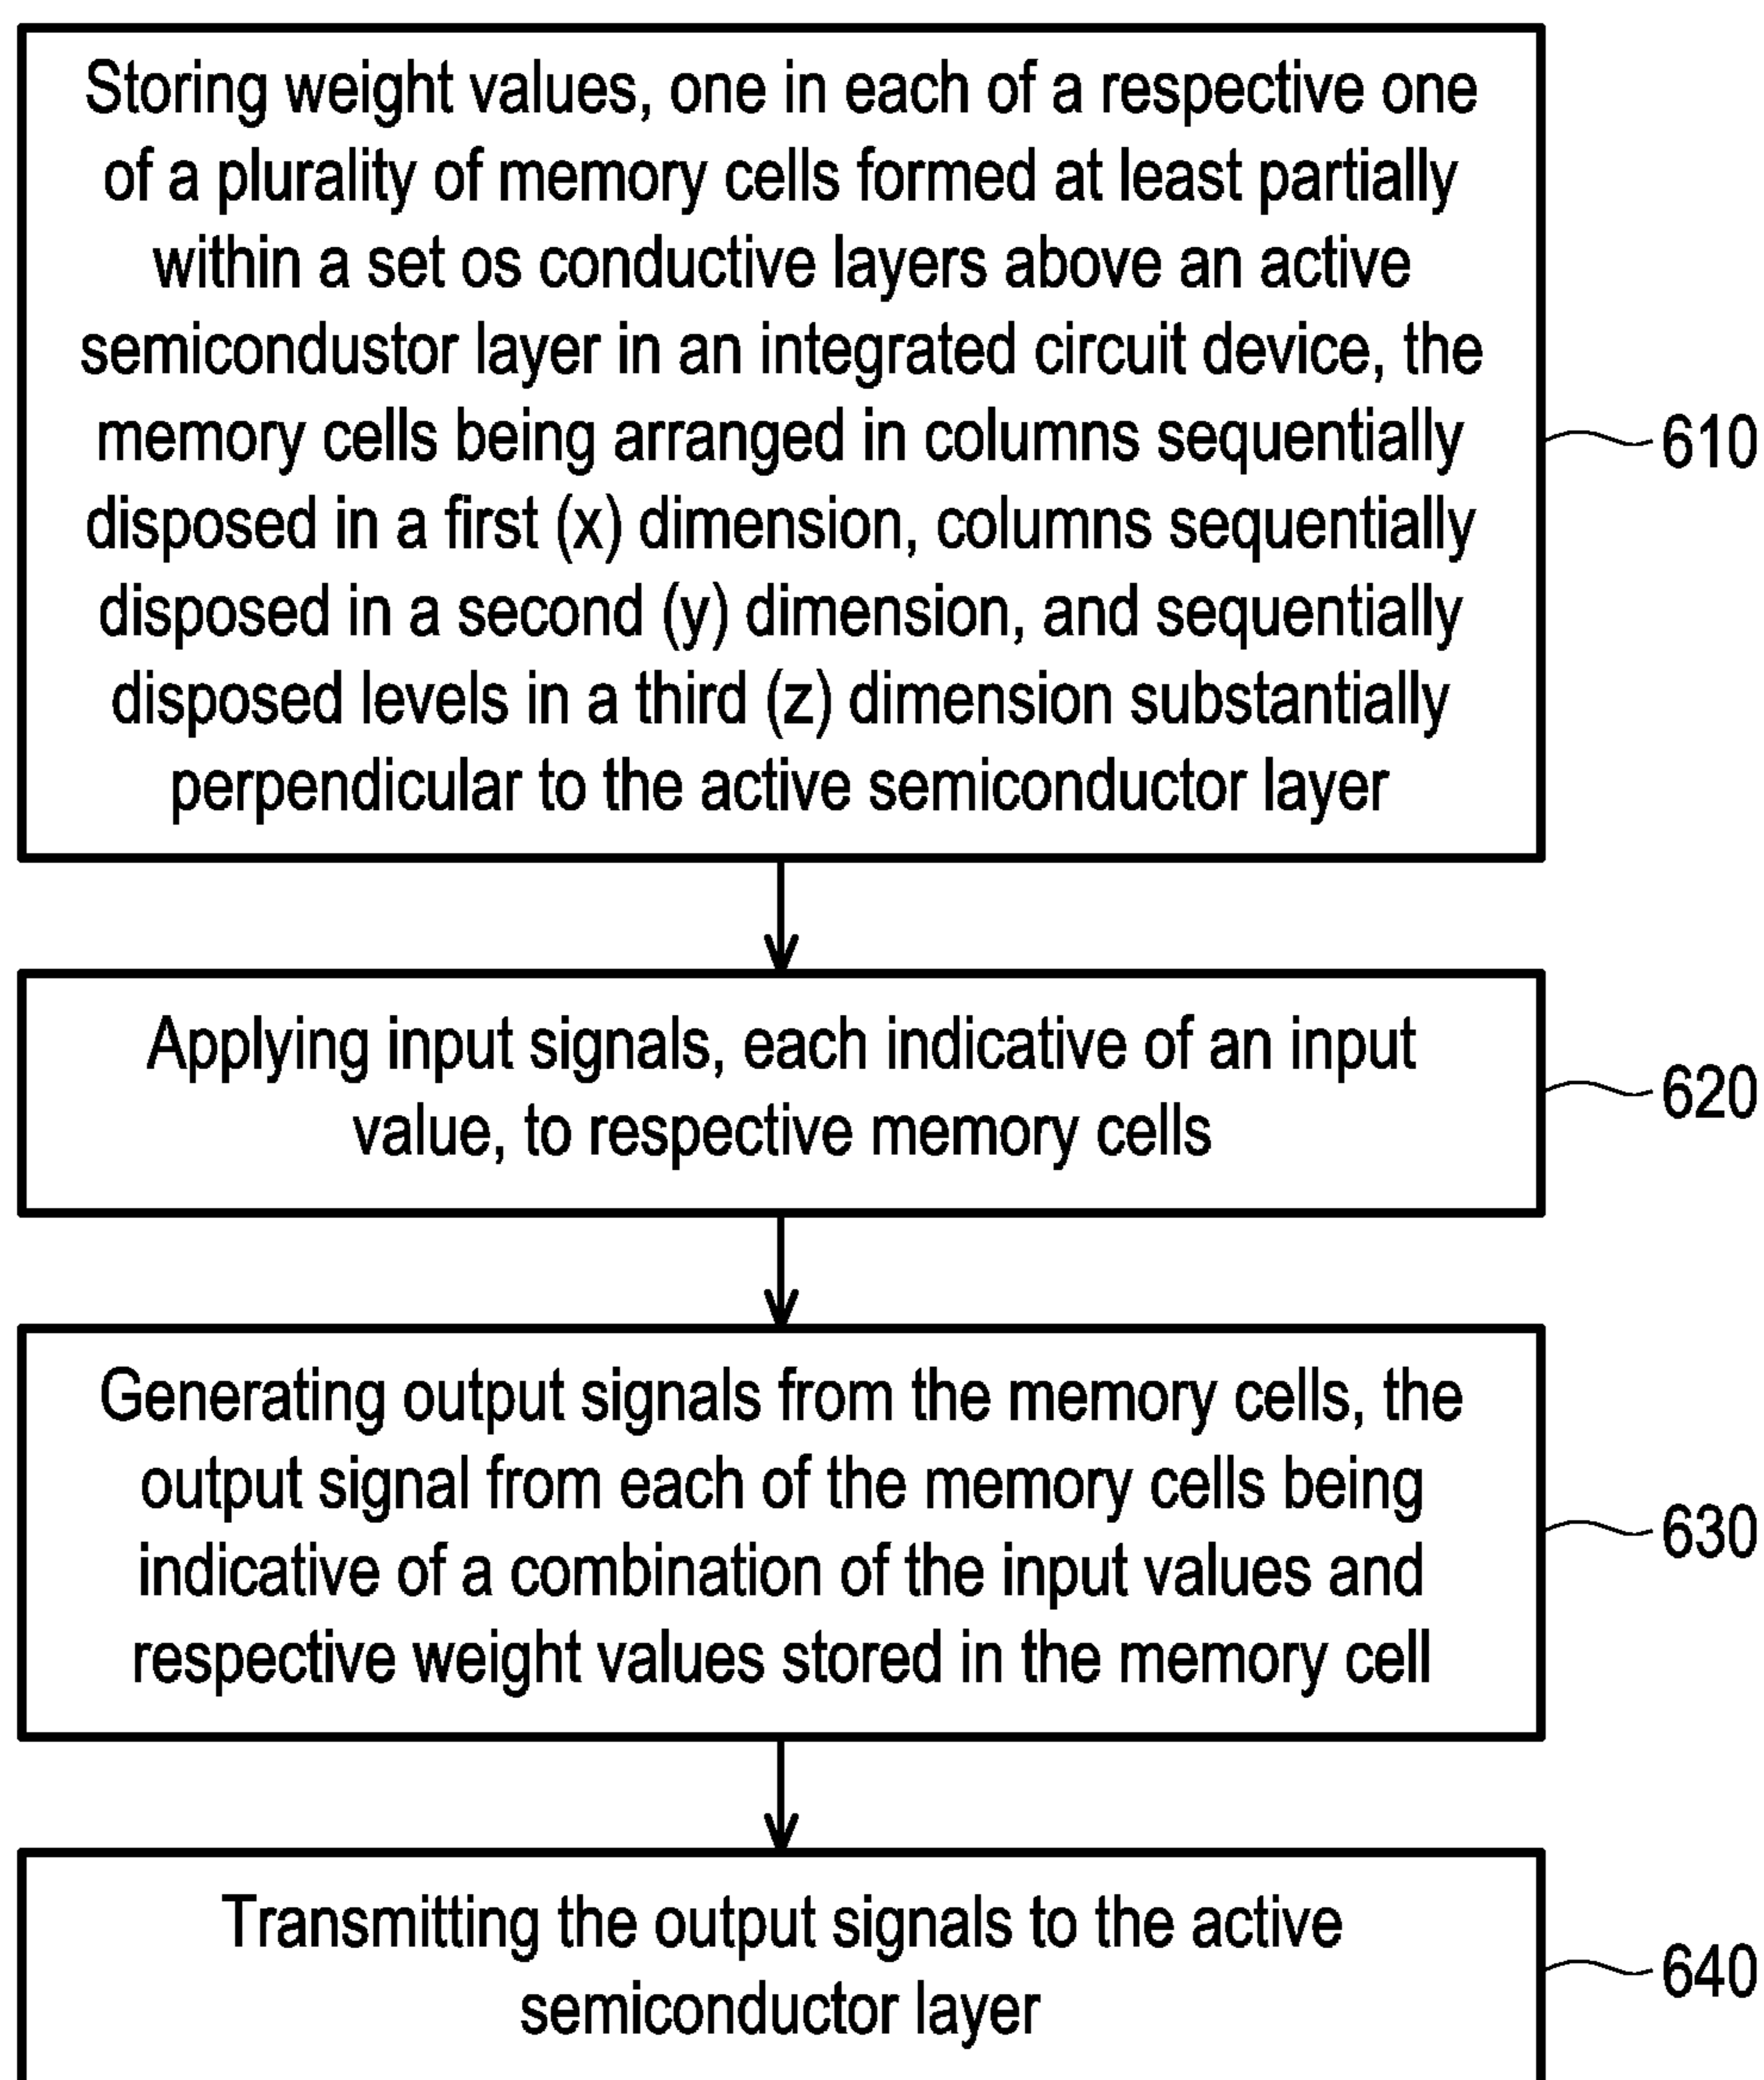 Storing weight values, one in each of a respective one
of a plurality of memory cells formed at least partially
within a set os conductive layers above an active
semicondustor layer in an integrated circuit device, the
memory cells being arranged in columns sequentially
disposed in a first (x) dimension, columns sequentially
disposed in a second (y) dimension, and sequentially
disposed levels in a third (z) dimension substantially
perpendicular to the active semiconductor layer
610
Applying input signals, each indicative of an input
value, to respective memory cells
620
Generating output signals from the memory cells, the
output signal from each of the memory cells being
indicative of a combination of the input values and
respective weight values stored in the memory cell
630
Transmitting the output signals to the active
semiconductor layer
640